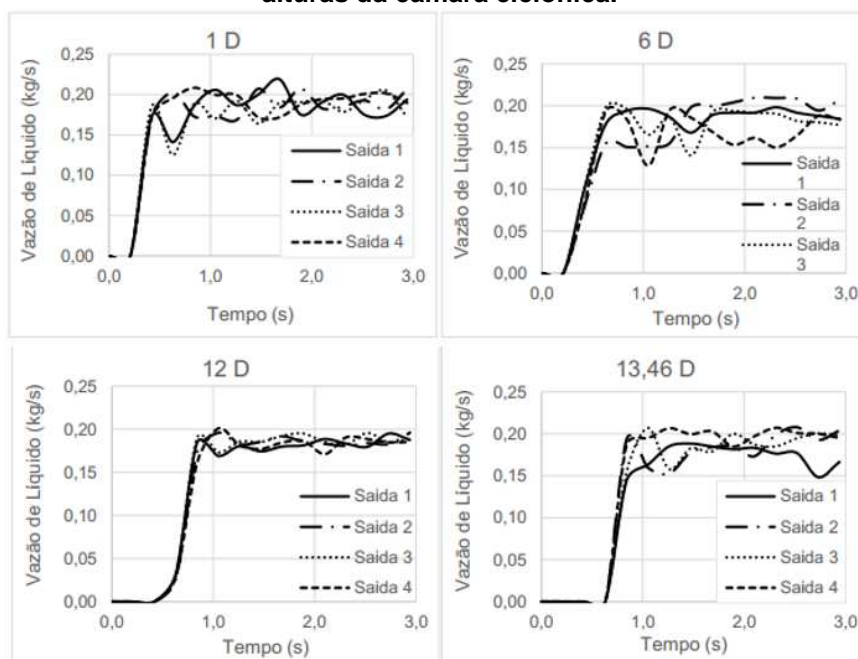 alturas da câmara ciclônica.
1 D
Vazão de Líquido (kg/s)
0,25
0,20
0,15
0,10
0,05
0,00
0,0
1,0
2,0
3,0
Tempo (s)
Saida 1
Saida 2
Saida 3
Saida 4
6 D
Vazão de Líquido (kg/s)
0,25
0,20
0,15
0,10
0,05
0,00
0,0
1,0
2,0
3,0
Tempo (s)
Saida
1
Saida
2
Saida
3
12 D
Vazão de Líquido (kg/s)
0,25
0,20
0,15
0,10
0,05
0,00
0,0
1,0
2,0
3,0
Tempo (s)
Saida 1
Saida 2
Saida 3
Saida 4
13,46 D
Vazão de Líquido (kg/s)
0,25
0,20
0,15
0,10
0,05
0,00
0,0
1,0
2,0
3,0
Tempo (s)
Saida 1
Saida 2
Saida 3
Saida 4